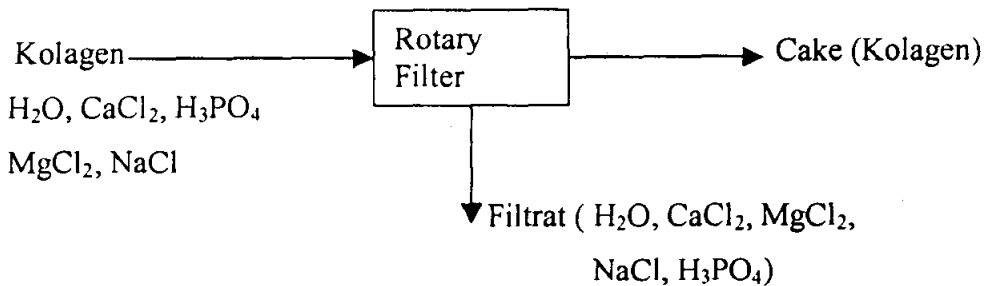 Kolagen
H₂O, CaCl₂, H₃PO₄
MgCl₂, NaCl
Rotary
Filter
Cake (Kolagen)
Filtrat ( H₂O, CaCl₂, MgCl₂,
NaCl, H₃PO₄)